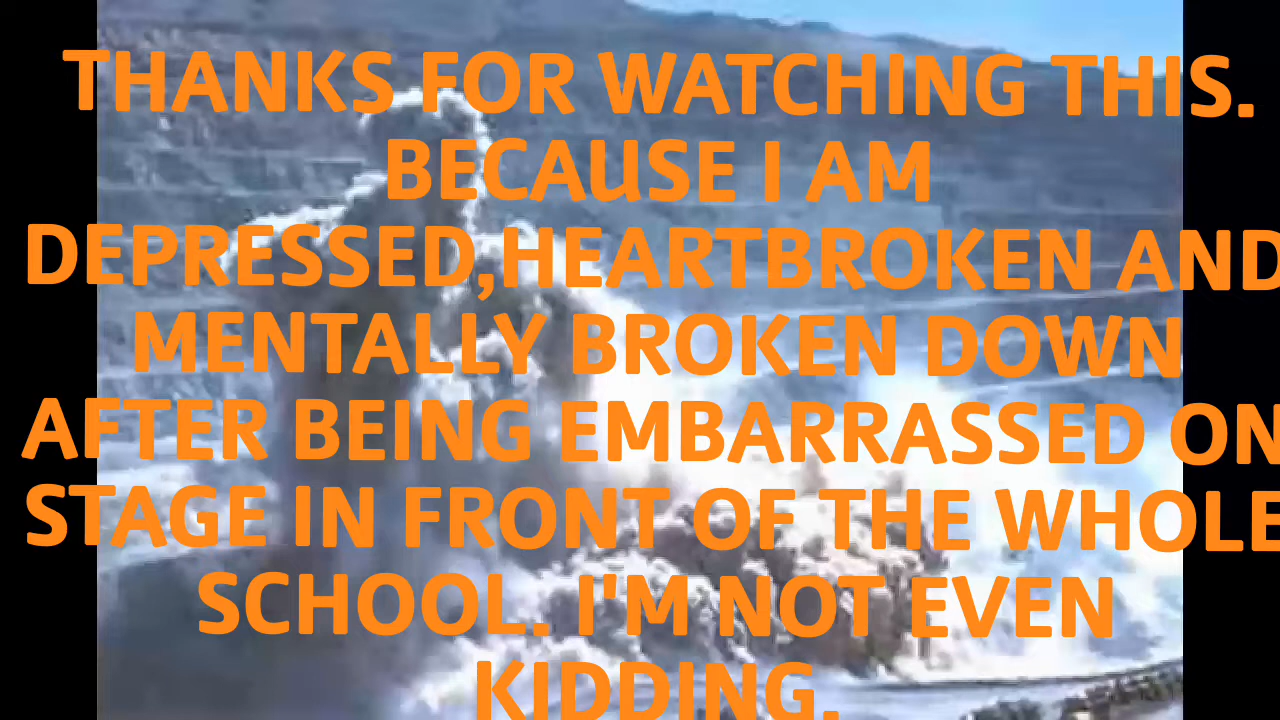 THANKS FOR WATCHING THIS.
BECAUSE I AM
DEPRESSED,HEARTBROKEN AND
MENTALLY BROKEN DOWN
AFTER BEING EMBARRASSED ON
STAGE IN FRONT OF THE WHOLE
SCHOOL. I'M NOT EVEN
KIDDING.